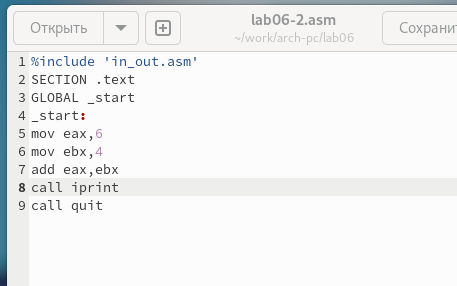 Открыть
lab06-2.asm
~/work/arch-pc/lab06
Сохрани
1 %include 'in_out.asm'
2 SECTION .text
3 GLOBAL _start
4 _start:
5 mov eax,6
6 mov ebx,4
7 add eax,ebx
8 call iprint
9 call quit